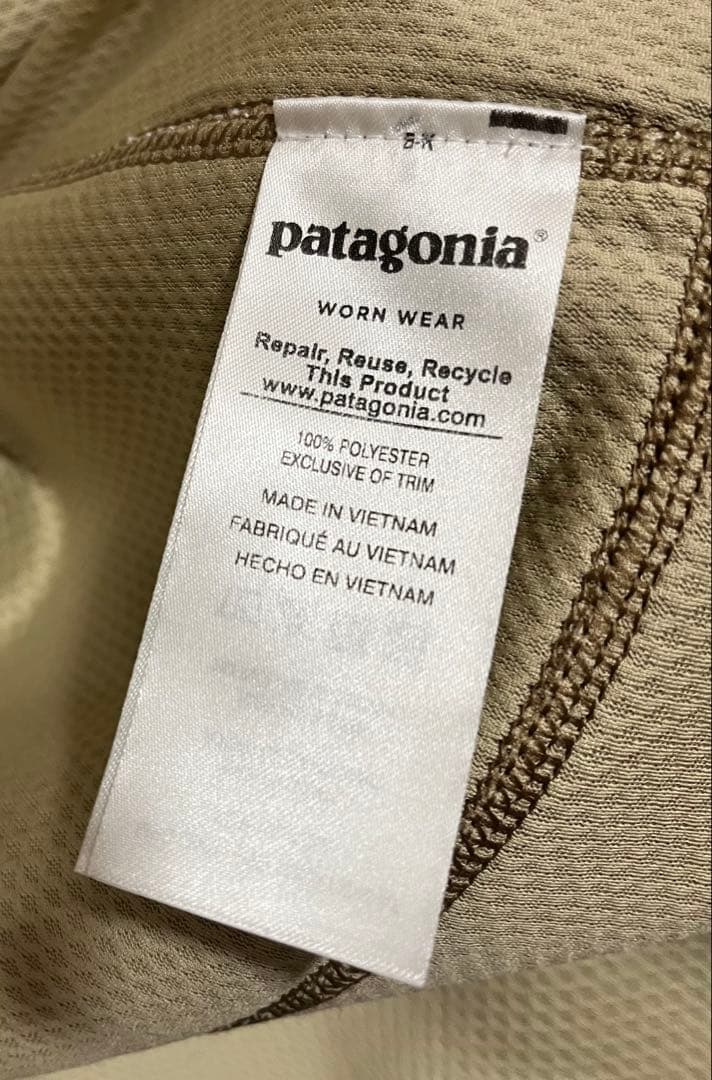 patagonia®
WORN WEAR
Repair, Reuse, Recycle
This Product
www.patagonia.com
100% POLYESTER
EXCLUSIVE OF TRIM
MADE IN VIETNAM
FABRIQUÉ AU VIETNAM
HECHO EN VIETNAM